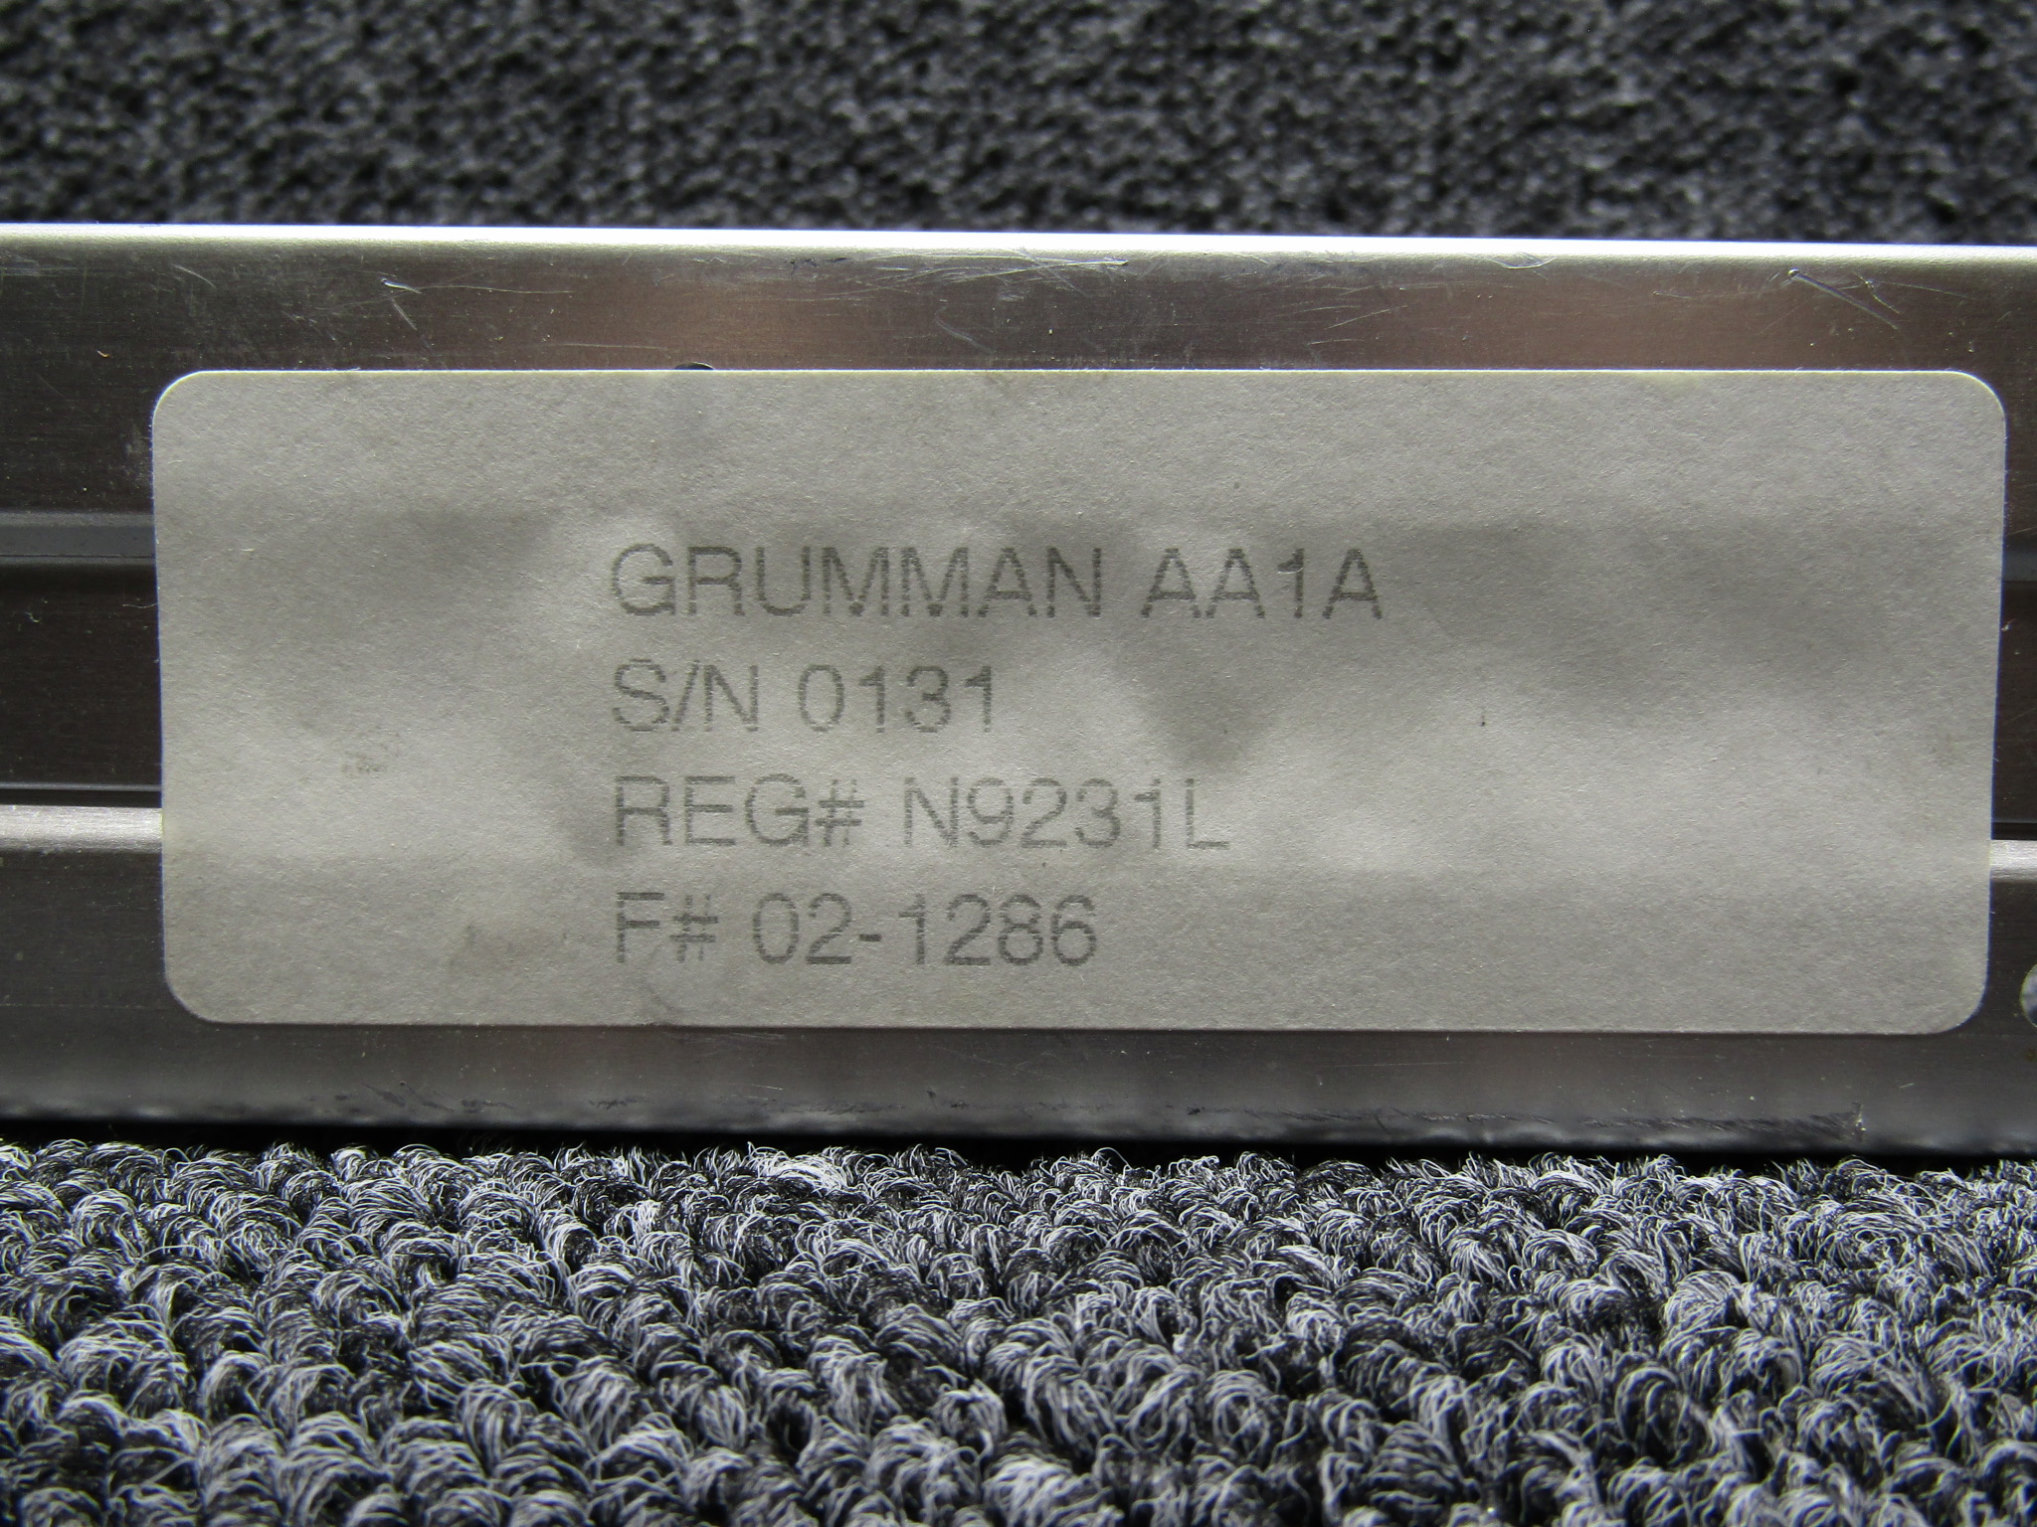 GRUMMAN AA1A
S/N 0131
REG# N9231L
F# 02-1286